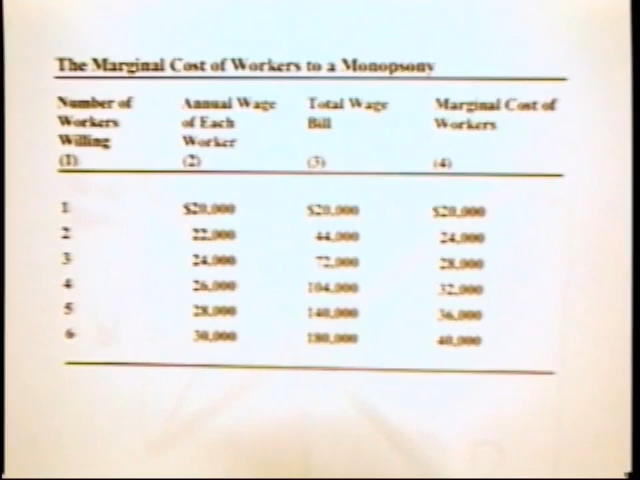 The Marginal Cost of Workers to a Monopsony
Number of Annual Wage Total Wage Marginal Cost of
Workers of Each Bill Workers
Willing Worker
(1) (2) (3) (4)
1 $20,000 $20,000 $20,000
2 22,000 44,000 24,000
3 24,000 72,000 28,000
4 26,000 104,000 32,000
5 28,000 140,000 36,000
6 30,000 180,000 40,000